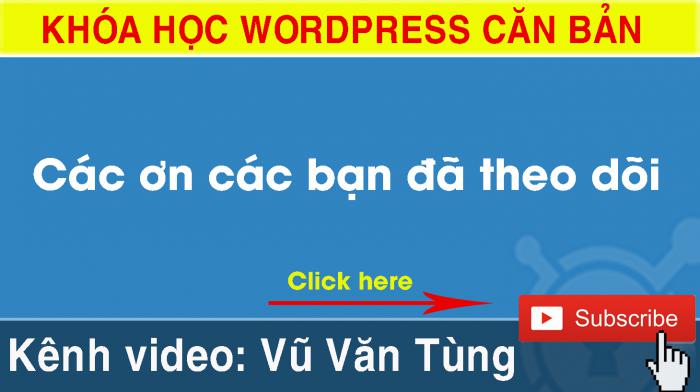 KHÓA HỌC WORDPRESS CĂN BẢN
Các ơn các bạn đã theo dõi
Click here
Subscribe
Kênh video: Vũ Văn Tùng